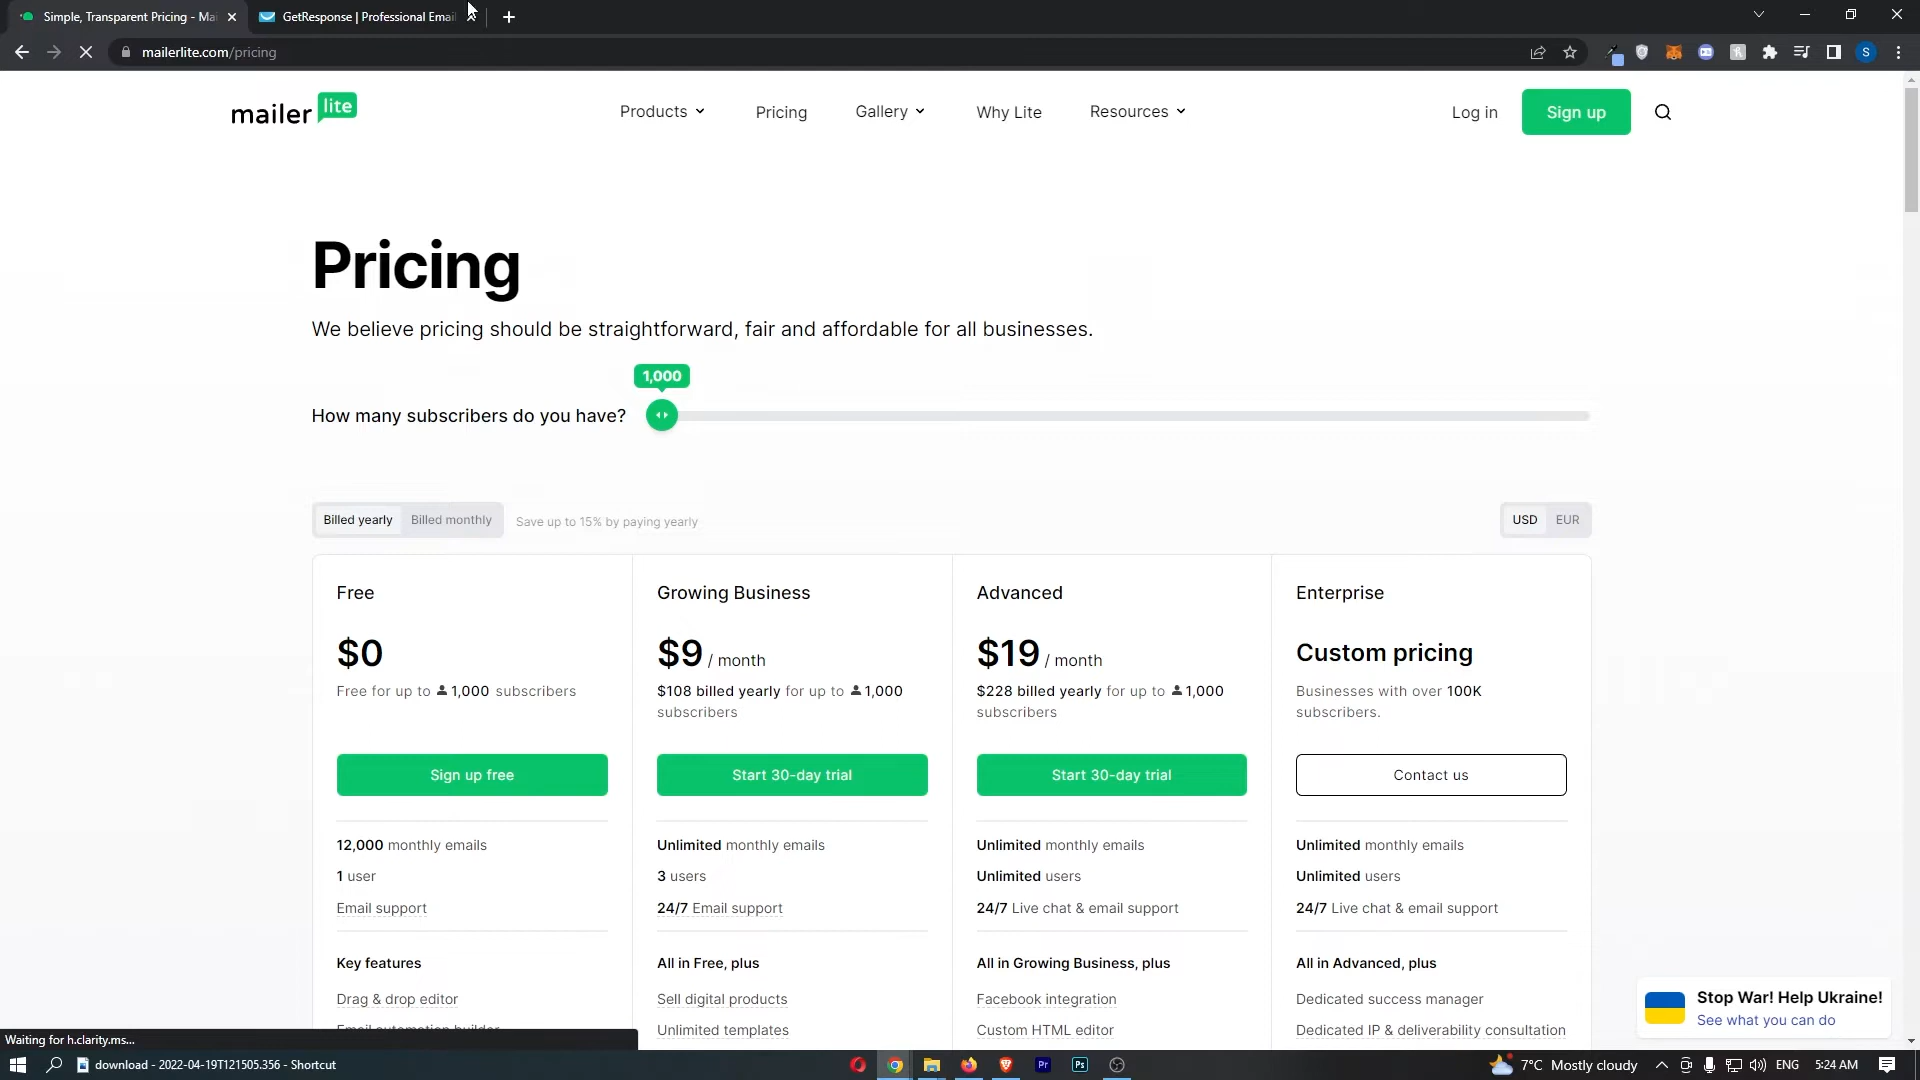 Simple, Transparent Pricing - Mai
GetResponse | Professional Email
mailerlite.com/pricing
S
mailer lite
Products
Pricing
Gallery
Why Lite
Resources
Log in
Sign up
Pricing
We believe pricing should be straightforward, fair and affordable for all businesses.
1,000
How many subscribers do you have?
Billed yearly
Billed monthly
Save up to 15% by paying yearly
USD
EUR
Free
$0
Free for up to 1,000 subscribers
Sign up free
12,000 monthly emails
1 user
Email support
Key features
Drag & drop editor
Email automation builder
Growing Business
$9 / month
$108 billed yearly for up to 1,000
subscribers
Start 30-day trial
Unlimited monthly emails
3 users
24/7 Email support
All in Free, plus
Sell digital products
Unlimited templates
Advanced
$19 / month
$228 billed yearly for up to 1,000
subscribers
Start 30-day trial
Unlimited monthly emails
Unlimited users
24/7 Live chat & email support
All in Growing Business, plus
Facebook integration
Custom HTML editor
Enterprise
Custom pricing
Businesses with over 100K
subscribers.
Contact us
Unlimited monthly emails
Unlimited users
24/7 Live chat & email support
All in Advanced, plus
Dedicated success manager
Dedicated IP & deliverability consultation
Stop War! Help Ukraine!
See what you can do
Waiting for h.clarity.ms...
download - 2022-04-19T121505.356 - Shortcut
Pr
Ps
7°C Mostly cloudy
ENG
5:24 AM